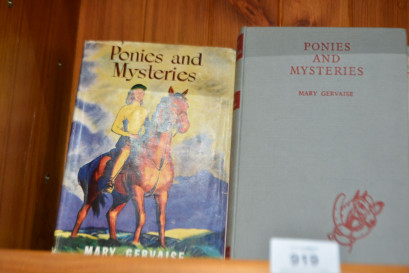 Ponies and
Mysteries
MARY GERVAISE
PONIES
AND
MYSTERIES
MARY GERVAISE
919